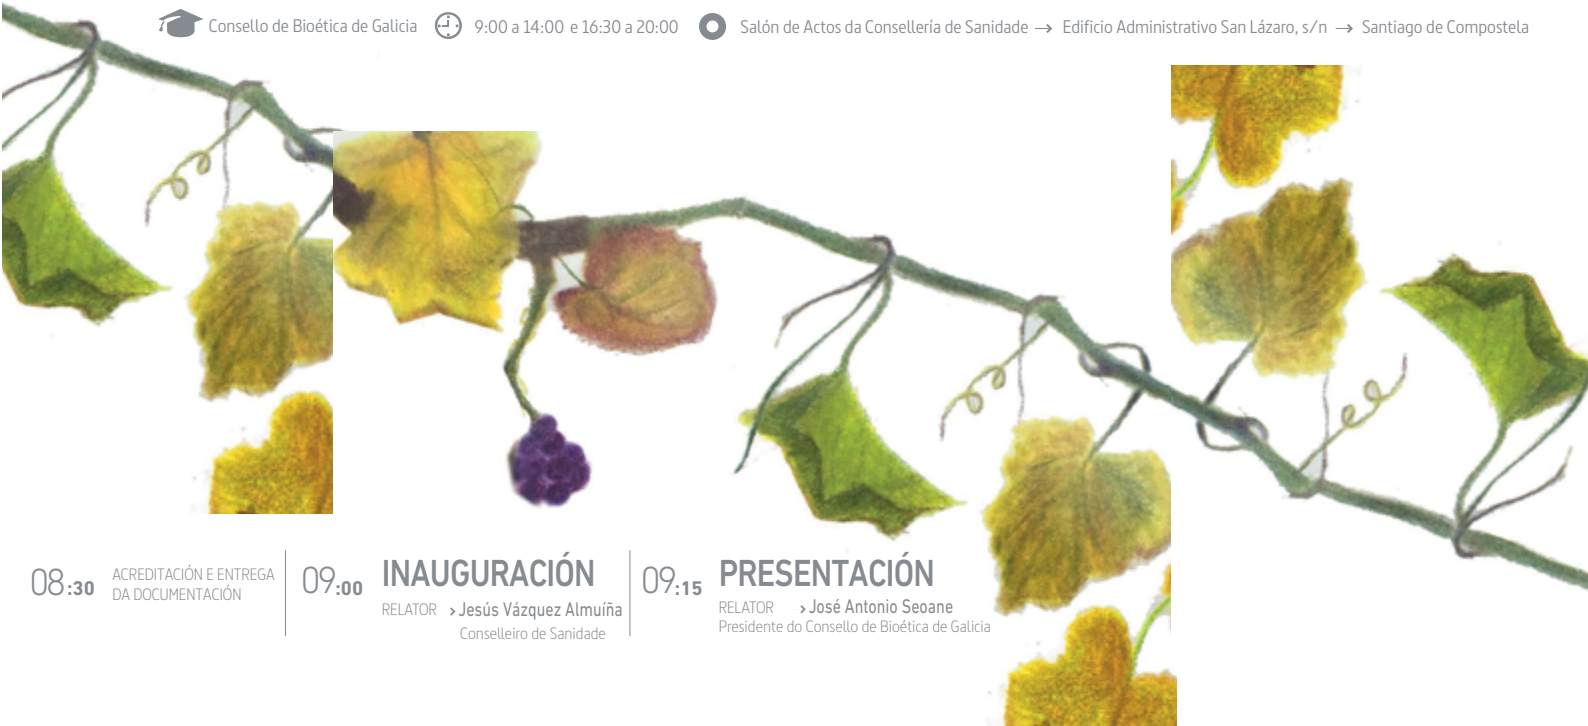 Consello de Bioética de Galicia 9:00 a 14:00 e 16:30 a 20:00 Salón de Actos da Consellería de Sanidade → Edificio Administrativo San Lázaro, s/n → Santiago de Compostela
08:30
ACREDITACIÓN E ENTREGA
DA DOCUMENTACIÓN
09:00
INAUGURACIÓN
RELATOR › Jesús Vázquez Almuíña
Conselleiro de Sanidade
09:15
PRESENTACIÓN
RELATOR › José Antonio Seoane
Presidente do Consello de Bioética de Galicia